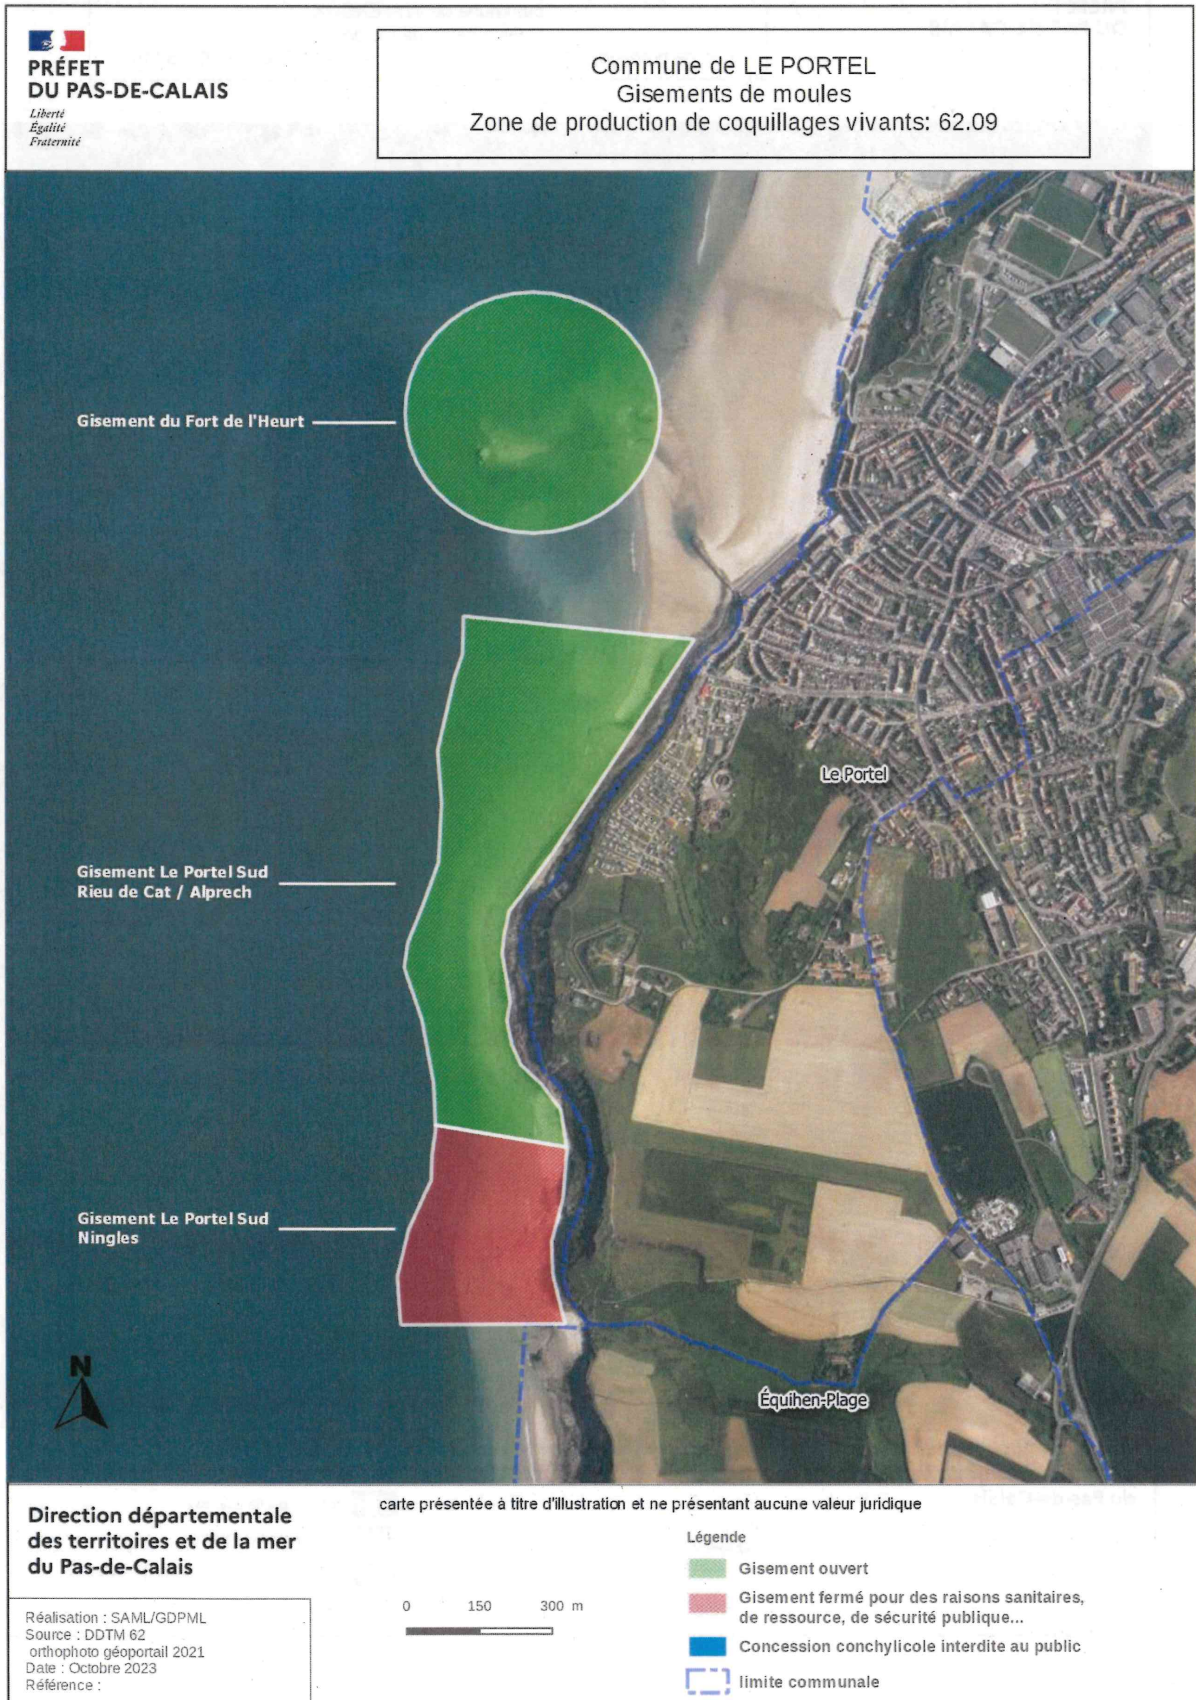 PRÉFET
DU PAS-DE-CALAIS
Liberté
Égalité
Fraternité
Commune de LE PORTEL
Gisements de moules
Zone de production de coquillages vivants: 62.09
Gisement du Fort de l'Heurt
Le Portel
Gisement Le Portel Sud
Rieu de Cat / Alprech
Gisement Le Portel Sud
Ningles
N
Équihen-Plage
Direction départementale
des territoires et de la mer
du Pas-de-Calais
Réalisation : SAML/GDPML
Source : DDTM 62
orthophoto géoportail 2021
Date : Octobre 2023
Référence :
carte présentée à titre d'illustration et ne présentant aucune valeur juridique
0 150 300 m
Légende
Gisement ouvert
Gisement fermé pour des raisons sanitaires,
de ressource, de sécurité publique...
Concession conchylicole interdite au public
limite communale